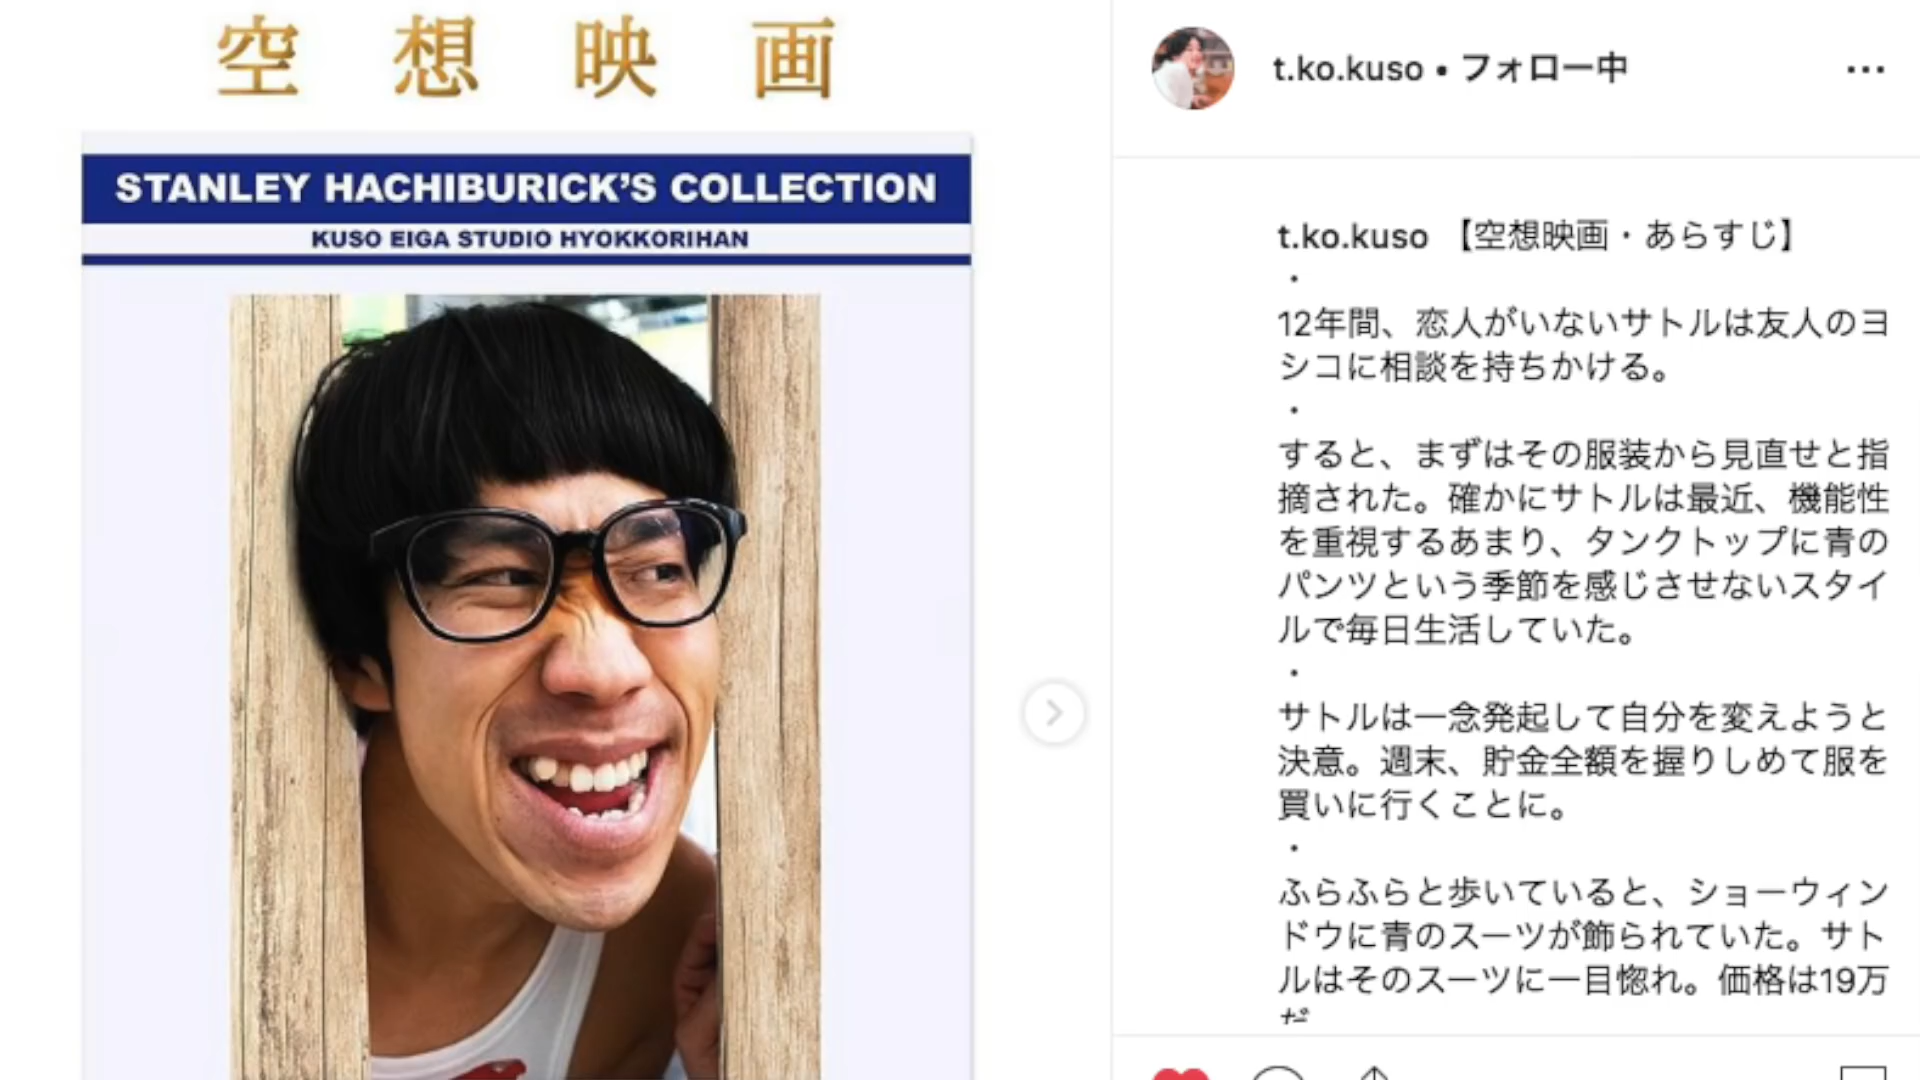 空想映画
STANLEY HACHIBURICK'S COLLECTION
KUSO EIGA STUDIO HYOKKORIHAN
t.ko.kuso • フォロー中
t.ko.kuso 【空想映画・あらすじ】
・
12年間、恋人がいないサトルは友人のヨ
シコに相談を持ちかける。
・
すると、まずはその服装から見直せと指
摘された。確かにサトルは最近、機能性
を重視するあまり、タンクトップに青の
パンツという季節を感じさせないスタイ
ルで毎日生活していた。
・
サトルは一念発起して自分を変えようと
決意。週末、貯金全額を握りしめて服を
買いに行くことに。
・
ふらふらと歩いていると、ショーウィン
ドウに青のスーツが飾られていた。サト
ルはそのスーツに一目惚れ。価格は19万
だ